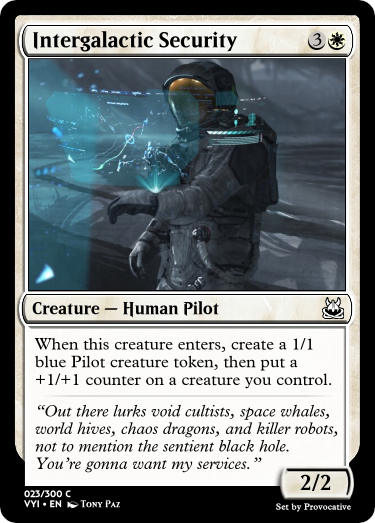 Intergalactic Security 3
Creature — Human Pilot
When this creature enters, create a 1/1
blue Pilot creature token, then put a
+1/+1 counter on a creature you control.
“Out there lurks void cultists, space whales,
world hives, chaos dragons, and killer robots,
not to mention the sentient black hole.
You’re gonna want my services.”
2/2
023/300 C
VYI • EN Tony Paz
Set by Provocative